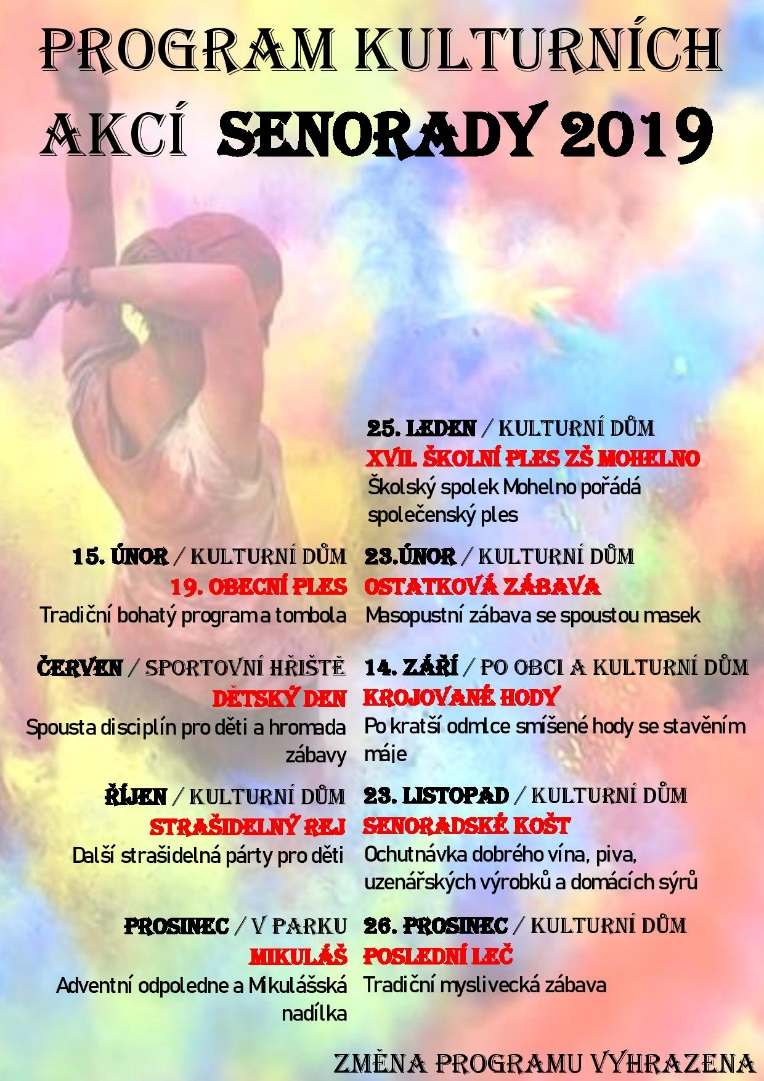 PROGRAM KULTURNÍCH
AKCÍ SENORADY 2019
25. LEDEN / KULTURNÍ DŮM
XVII. ŠKOLNÍ PLES ZŠ MOHELNO
Školský spolek Mohelno pořádá
společenský ples
15. ÚNOR / KULTURNÍ DŮM
19. OBECNÍ PLES
Tradiční bohatý program a tombola
23.ÚNOR / KULTURNÍ DŮM
OSTATKOVÁ ZÁBAVA
Masopustní zábava se spoustou masek
ČERVEN / SPORTOVNÍ HŘIŠTĚ
DĚTSKÝ DEN
Spousta disciplín pro děti a hromada
zábavy
14. ZÁŘÍ / PO OBCI A KULTURNÍ DŮM
KROJOVANÉ HODY
Po kratší odmlce smíšené hody se stavěním
máje
ŘÍJEN / KULTURNÍ DŮM
STRAŠIDELNÝ REJ
Další strašidelná párty pro děti
23. LISTOPAD / KULTURNÍ DŮM
SENORADSKÉ KOŠT
Ochutnávka dobrého vína, piva,
uzenářských výrobků a domácích sýrů
PROSINEC / V PARKU
MIKULÁŠ
Adventní odpoledne a Mikulášská
nadílka
26. PROSINEC / KULTURNÍ DŮM
POSLEDNÍ LEČ
Tradiční myslivecká zábava
ZMĚNA PROGRAMU VYHRAZENA